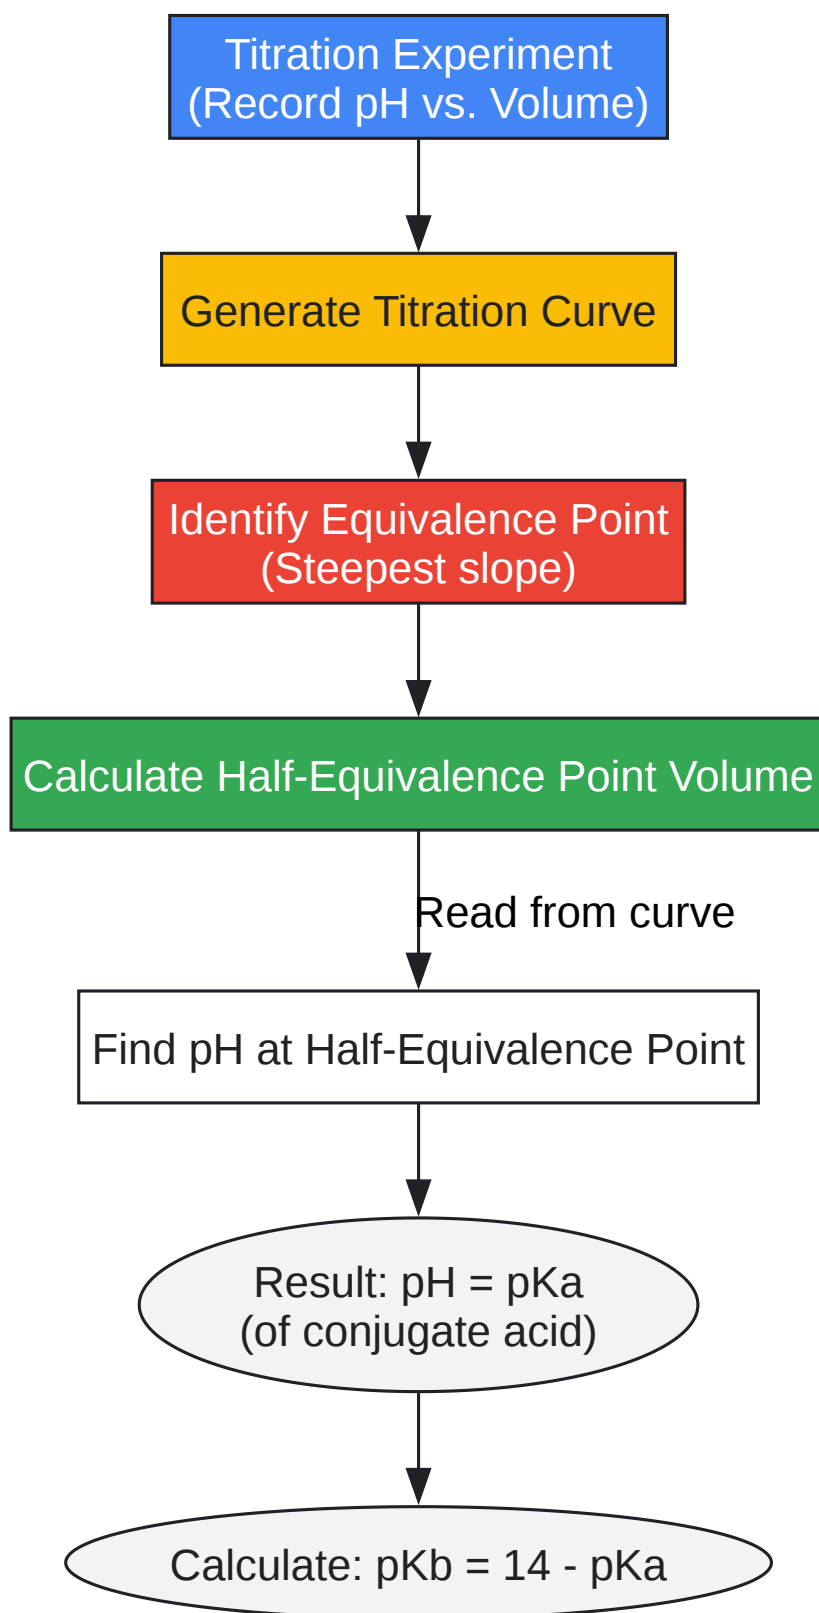 Titration Experiment
(Record pH vs. Volume)
Generate Titration Curve
Identify Equivalence Point
(Steepest slope)
Calculate Half-Equivalence Point Volume
Read from curve
Find pH at Half-Equivalence Point
Result: pH = pKa
(of conjugate acid)
Calculate: pKb = 14 - pKa